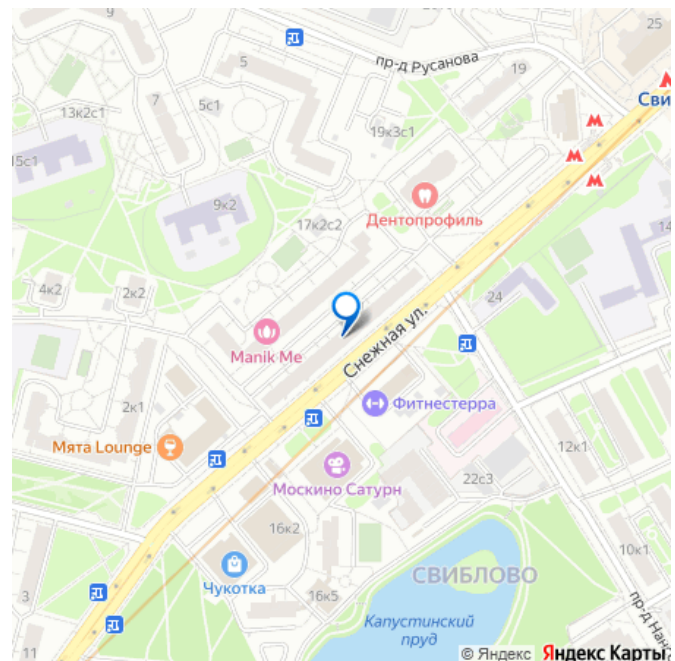 9
25
пр-д Русанова
5
19
7
5с1
13к2с1
Сви
19к3с1
15с1
9к2
17к2с2
Дентопрофиль
14
4к2
2к2
24
Снежная ул.
Manik Me
Фитнестерра
2к1
Мята Lounge
12к1
Москино Сатурн
22с3
16к2
10к1
СВИБЛОВО
Чукотка
3
16к5
Капустинский
пруд
пр-д Нан
11
© Яндекс Яндекс Карты